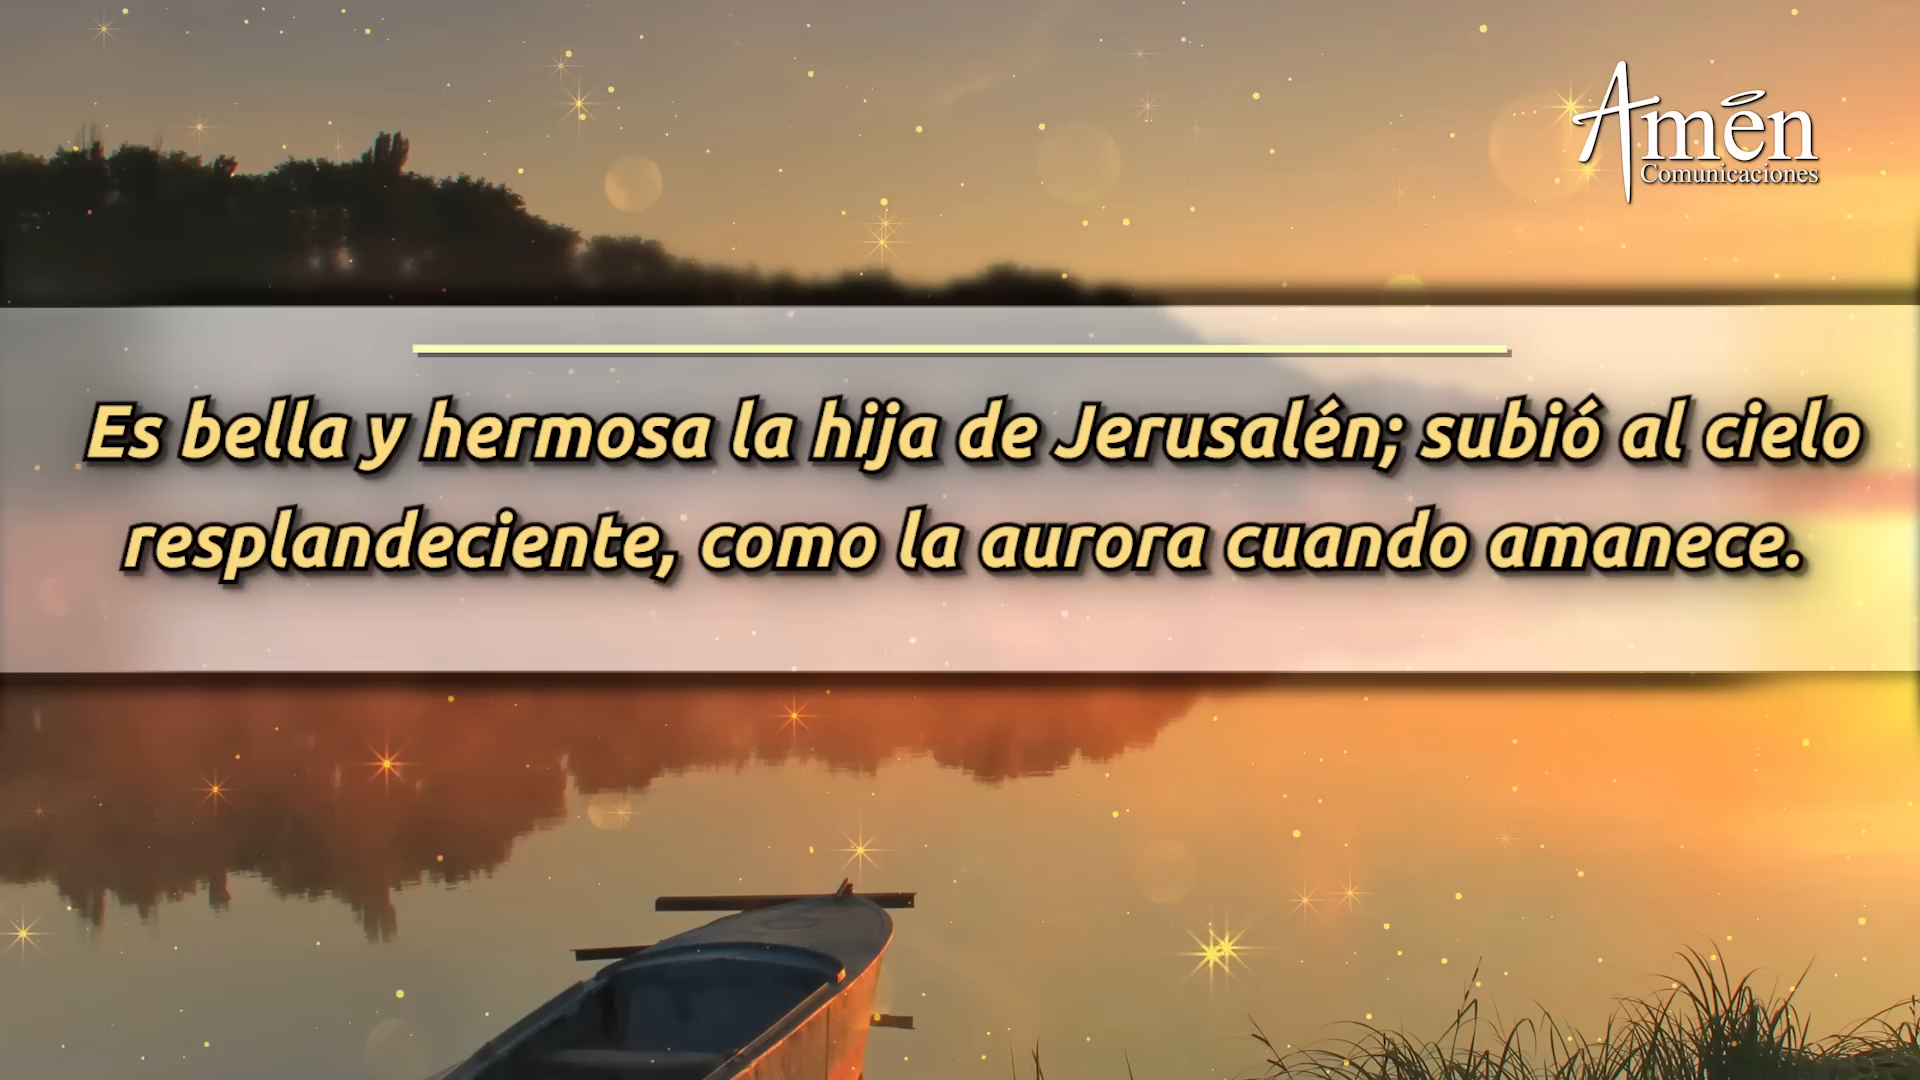 Amén
Comunicaciones
Es bella y hermosa la hija de Jerusalén; subió al cielo
resplandeciente, como la aurora cuando amanece.